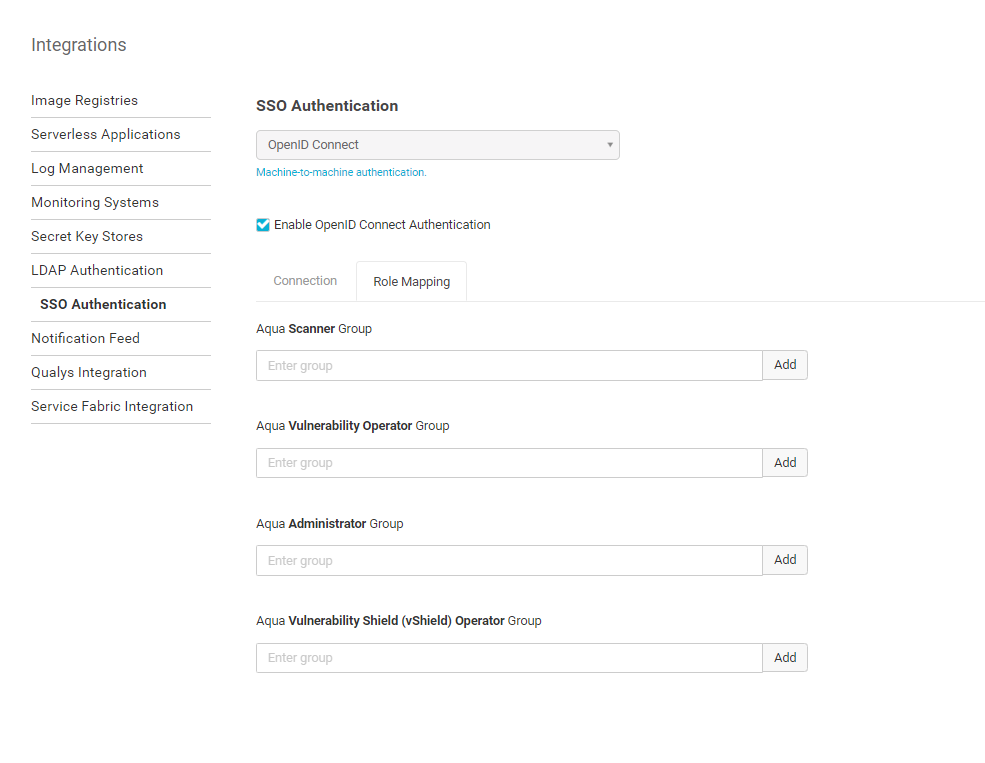 Integrations
Image Registries
Serverless Applications
Log Management
Monitoring Systems
Secret Key Stores
LDAP Authentication
SSO Authentication
Notification Feed
Qualys Integration
Service Fabric Integration
SSO Authentication
OpenID Connect
Machine-to-machine authentication.
Enable OpenID Connect Authentication
Connection
Role Mapping
Aqua Scanner Group
Enter group
Add
Aqua Vulnerability Operator Group
Enter group
Add
Aqua Administrator Group
Enter group
Add
Aqua Vulnerability Shield (vShield) Operator Group
Enter group
Add